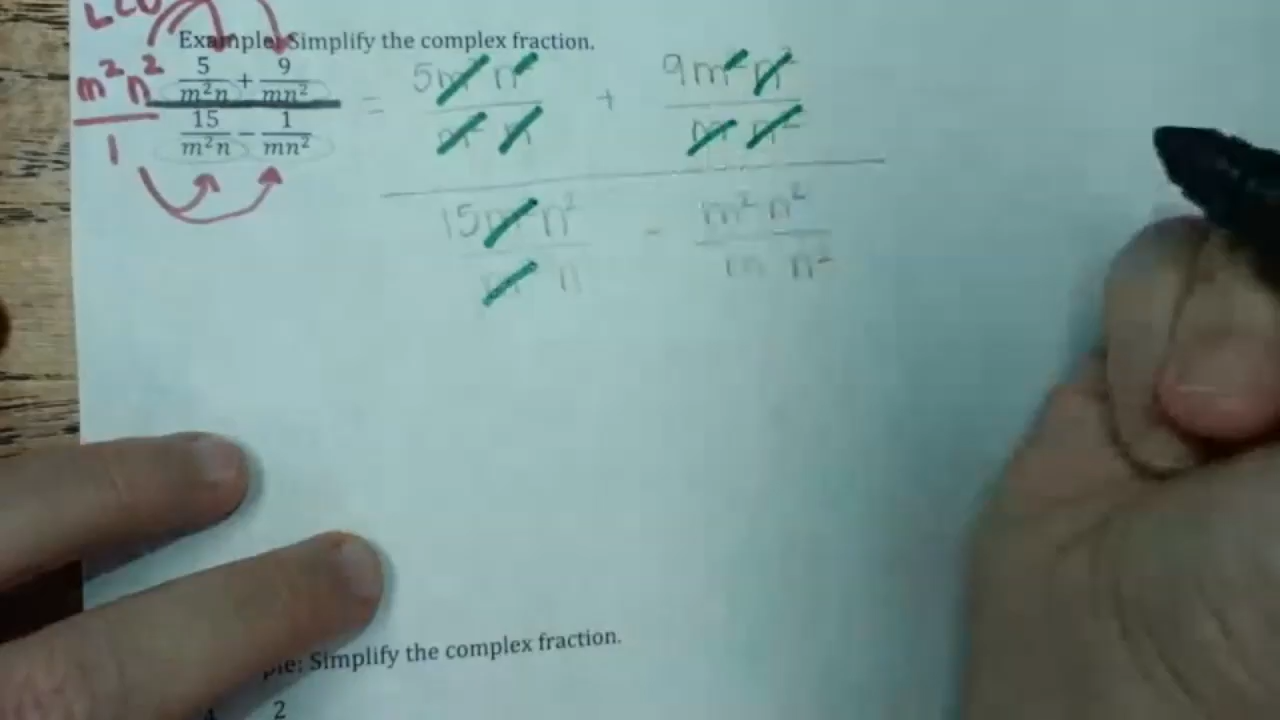 LCD
Example: Simplify the complex fraction.
m²n² 5/m²n + 9/mn² = 5m²n²/m²n + 9m²n²/mn²
1 15/m²n − 1/mn² 15m²n²/m²n - m²n²/mn²
ple: Simplify the complex fraction.
2